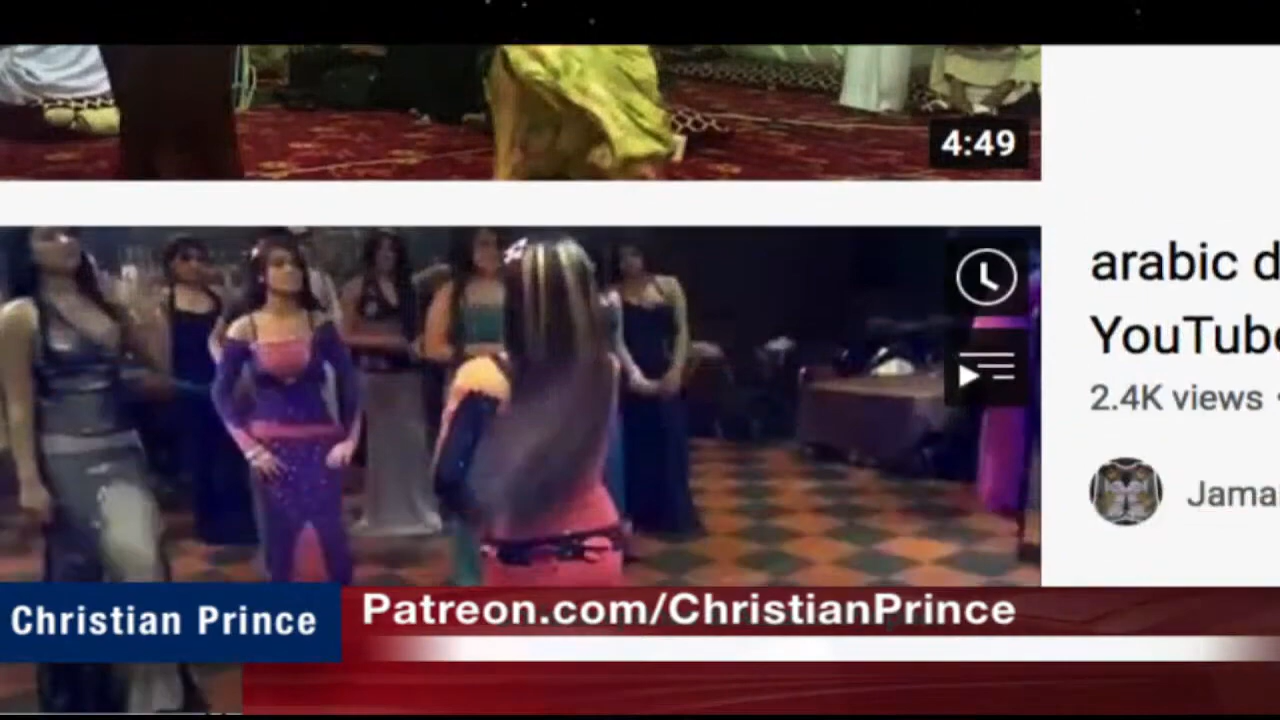 4:49
arabic d
YouTube
2.4K views
Jama
Christian Prince
Patreon.com/ChristianPrince